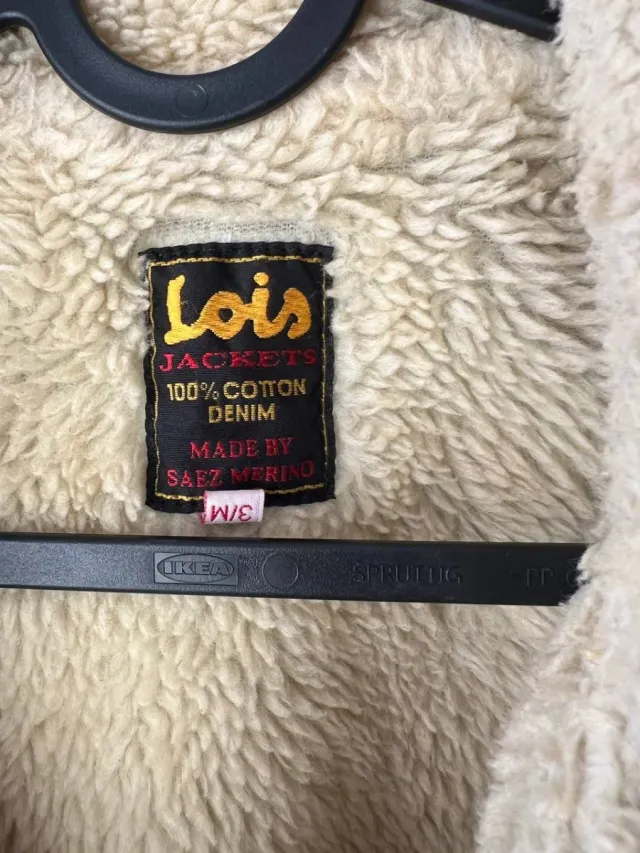 Lois
JACKETS
100% COTTON
DENIM
MADE BY
SAEZ MERINO
3/M
IKEA
SPRUTTIG